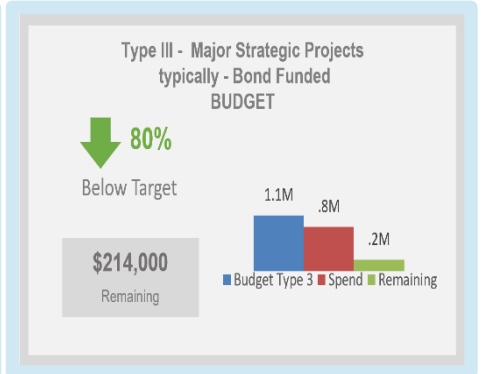 Type III - Major Strategic Projects
typically - Bond Funded
BUDGET
80%
Below Target
$214,000
Remaining
1.1M
.8M
.2M
Budget Type 3 Spend Remaining